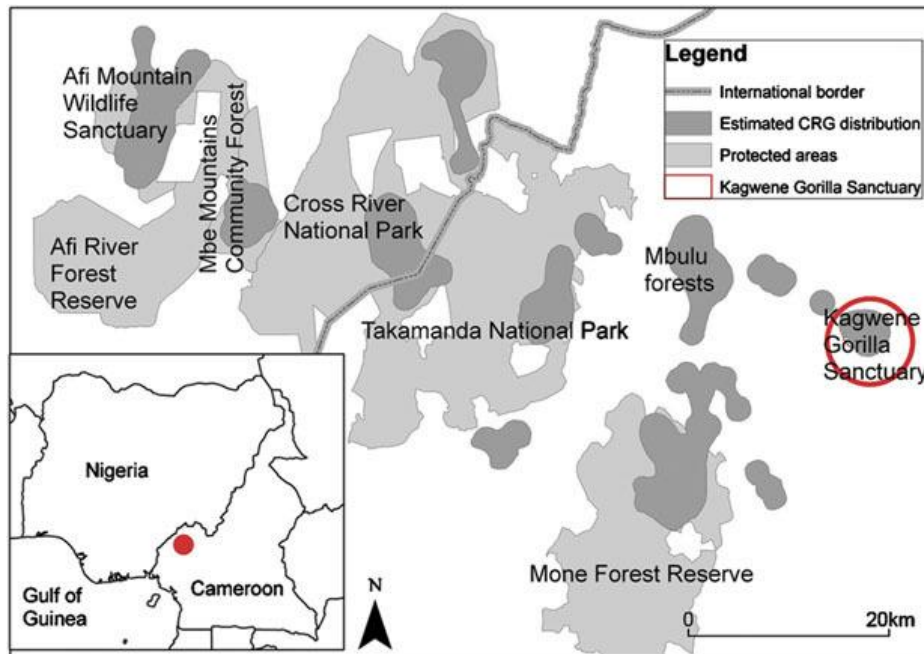 Afi Mountain
Wildlife
Sanctuary
Mbe Mountains
Community Forest
Cross River
National Park
Afi River
Forest
Reserve
Takamanda National Park
Mbulu
forests
Kagwene
Gorilla
Sanctuary
Mone Forest Reserve
Legend
International border
Estimated CRG distribution
Protected areas
Kagwene Gorilla Sanctuary
Nigeria
Cameroon
Gulf of
Guinea
N
0 20km